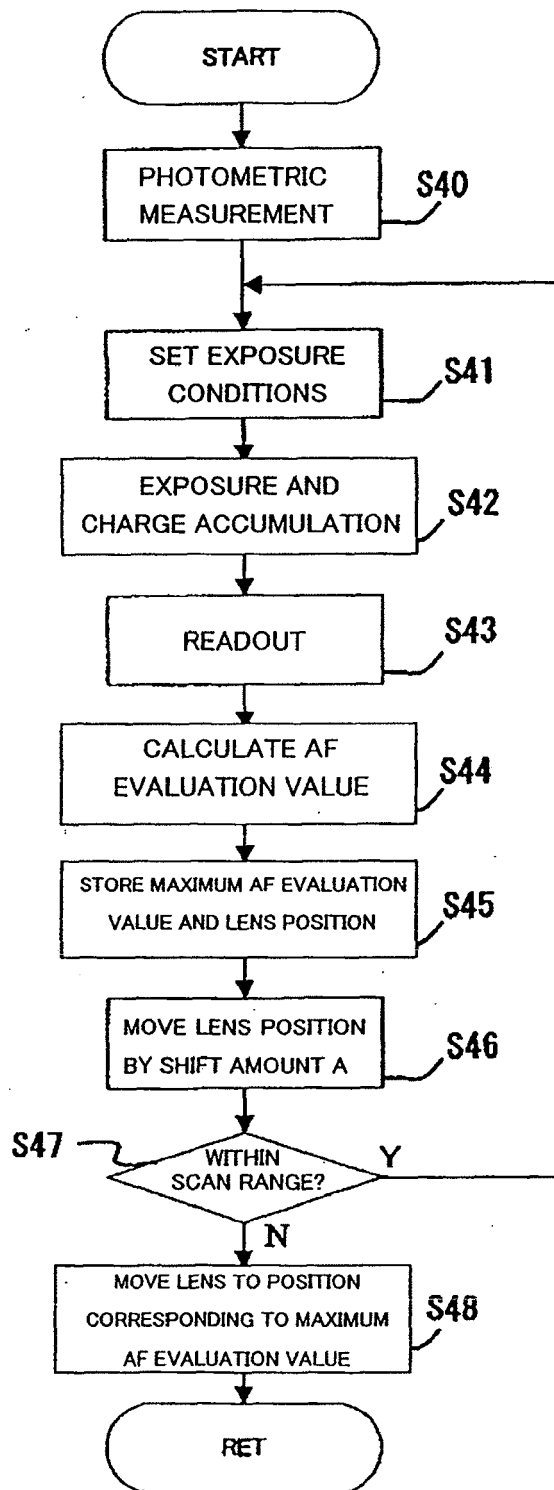 START
PHOTOMETRIC
MEASUREMENT
S40
SET EXPOSURE
CONDITIONS
S41
EXPOSURE AND
CHARGE ACCUMULATION
S42
READOUT
S43
CALCULATE AF
EVALUATION VALUE
S44
STORE MAXIMUM AF EVALUATION
VALUE AND LENS POSITION
S45
MOVE LENS POSITION
BY SHIFT AMOUNT A
S46
S47
WITHIN
SCAN RANGE?
Y
N
MOVE LENS TO POSITION
CORRESPONDING TO MAXIMUM
AF EVALUATION VALUE
S48
RET